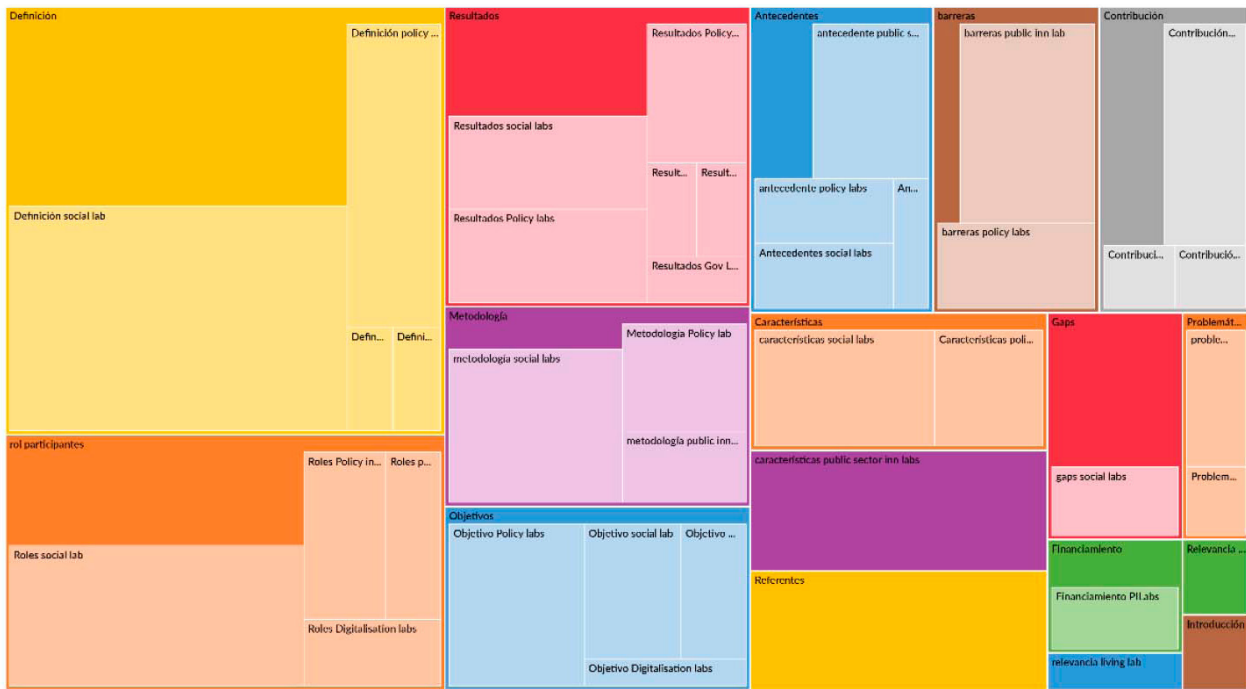 Definición
Definición policy ...
Definición social lab
Defin...
Defini...
rol participantes
Roles Policy in...
Roles p...
Roles social lab
Roles Digitalisation labs
Resultados
Resultados Policy...
Resultados social labs
Result...
Result...
Resultados Policy labs
Resultados Gov L...
Metodología
Metodologia Policy lab
metodología social labs
metodología public inn...
Objetivos
Objetivo Policy labs
Objetivo social lab
Objetivo ...
Objetivo Digitalisation labs
Antecedentes
antecedente public s...
antecedente policy labs
An...
Antecedentes social labs
barreras
barreras public inn lab
barreras policy labs
Contribución
Contribución...
Contribuci...
Contribució...
Características
características social labs
Características poli...
características public sector inn labs
Referentes
Gaps
gaps social labs
Problemát...
proble...
Problem...
Financiamiento
Financiamiento PILabs
Relevancia ...
Introducción
relevancia living lab